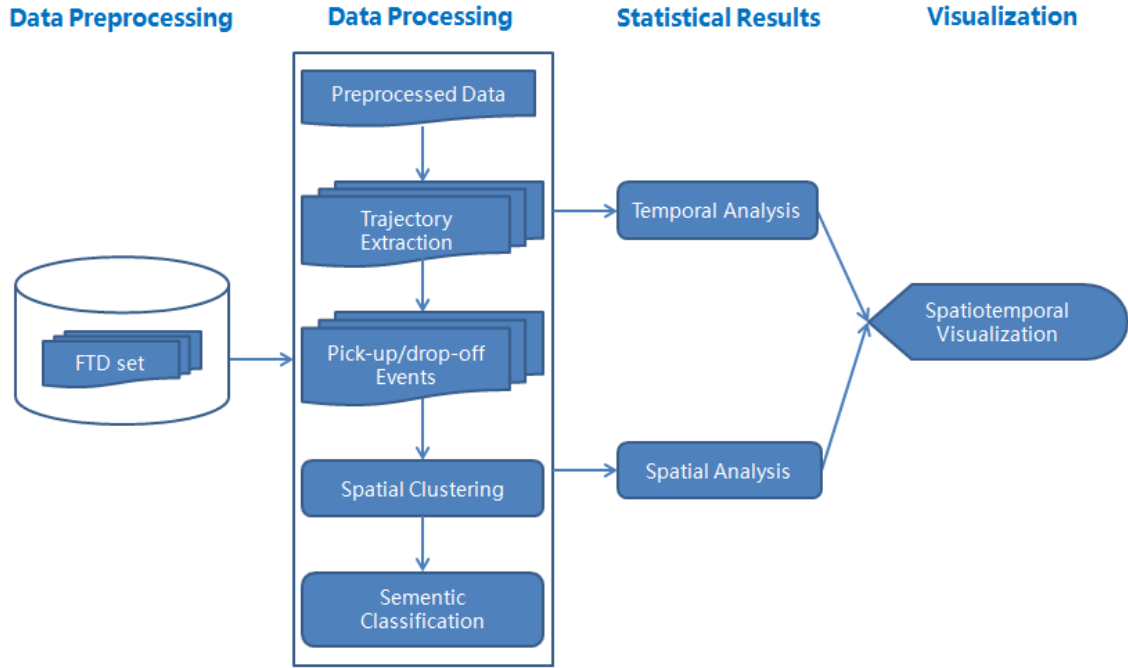 Data Preprocessing
Data Processing
Statistical Results
Visualization
FTD set
Preprocessed Data
Trajectory
Extraction
Pick-up/drop-off
Events
Spatial Clustering
Sementic
Classification
Temporal Analysis
Spatial Analysis
Spatiotemporal
Visualization